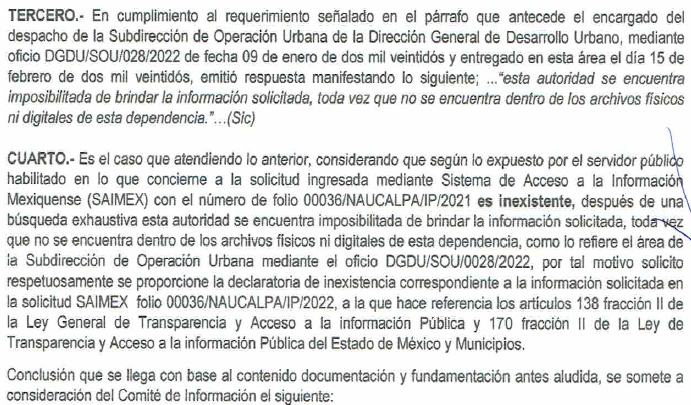 TERCERO.- En cumplimiento al requerimiento señalado en el párrafo que antecede el encargado del
despacho de la Subdirección de Operación Urbana de la Dirección General de Desarrollo Urbano, mediante
oficio DGDU/SOU/028/2022 de fecha 09 de enero de dos mil veintidós y entregado en esta área el día 15 de
febrero de dos mil veintidós, emitió respuesta manifestando lo siguiente; ...“esta autoridad se encuentra
imposibilitada de brindar la información solicitada, toda vez que no se encuentra dentro de los archivos físicos
ni digitales de esta dependencia.”...(Sic)
CUARTO.- Es el caso que atendiendo lo anterior, considerando que según lo expuesto por el servidor público
habilitado en lo que concierne a la solicitud ingresada mediante Sistema de Acceso a la Información
Mexiquense (SAIMEX) con el número de folio 00036/NAUCALPA/IP/2021 es inexistente, después de una
búsqueda exhaustiva esta autoridad se encuentra imposibilitada de brindar la información solicitada, toda vez
que no se encuentra dentro de los archivos físicos ni digitales de esta dependencia, como lo refiere el área de
la Subdirección de Operación Urbana mediante el oficio DGDU/SOU/0028/2022, por tal motivo solicito
respetuosamente se proporcione la declaratoria de inexistencia correspondiente a la información solicitada en
la solicitud SAIMEX folio 00036/NAUCALPA/IP/2022, a la que hace referencia los artículos 138 fracción II de
la Ley General de Transparencia y Acceso a la información Pública y 170 fracción II de la Ley de
Transparencia y Acceso a la información Pública del Estado de México y Municipios.
Conclusión que se llega con base al contenido documentación y fundamentación antes aludida, se somete a
consideración del Comité de Información el siguiente: